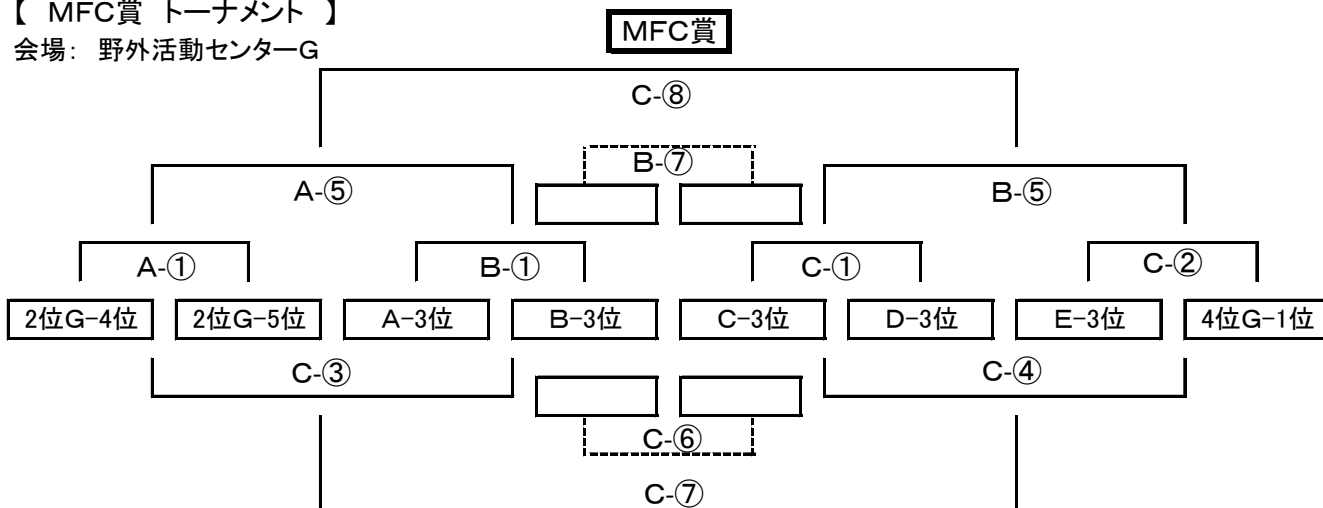 【 MFC賞 トーナメント 】
会場: 野外活動センターG
MFC賞
C-⑧
B-⑦
A-⑤
B-⑤
A-①
B-①
C-①
C-②
2位G-4位
2位G-5位
A-3位
B-3位
C-3位
D-3位
E-3位
4位G-1位
C-③
C-④
C-⑥
C-⑦